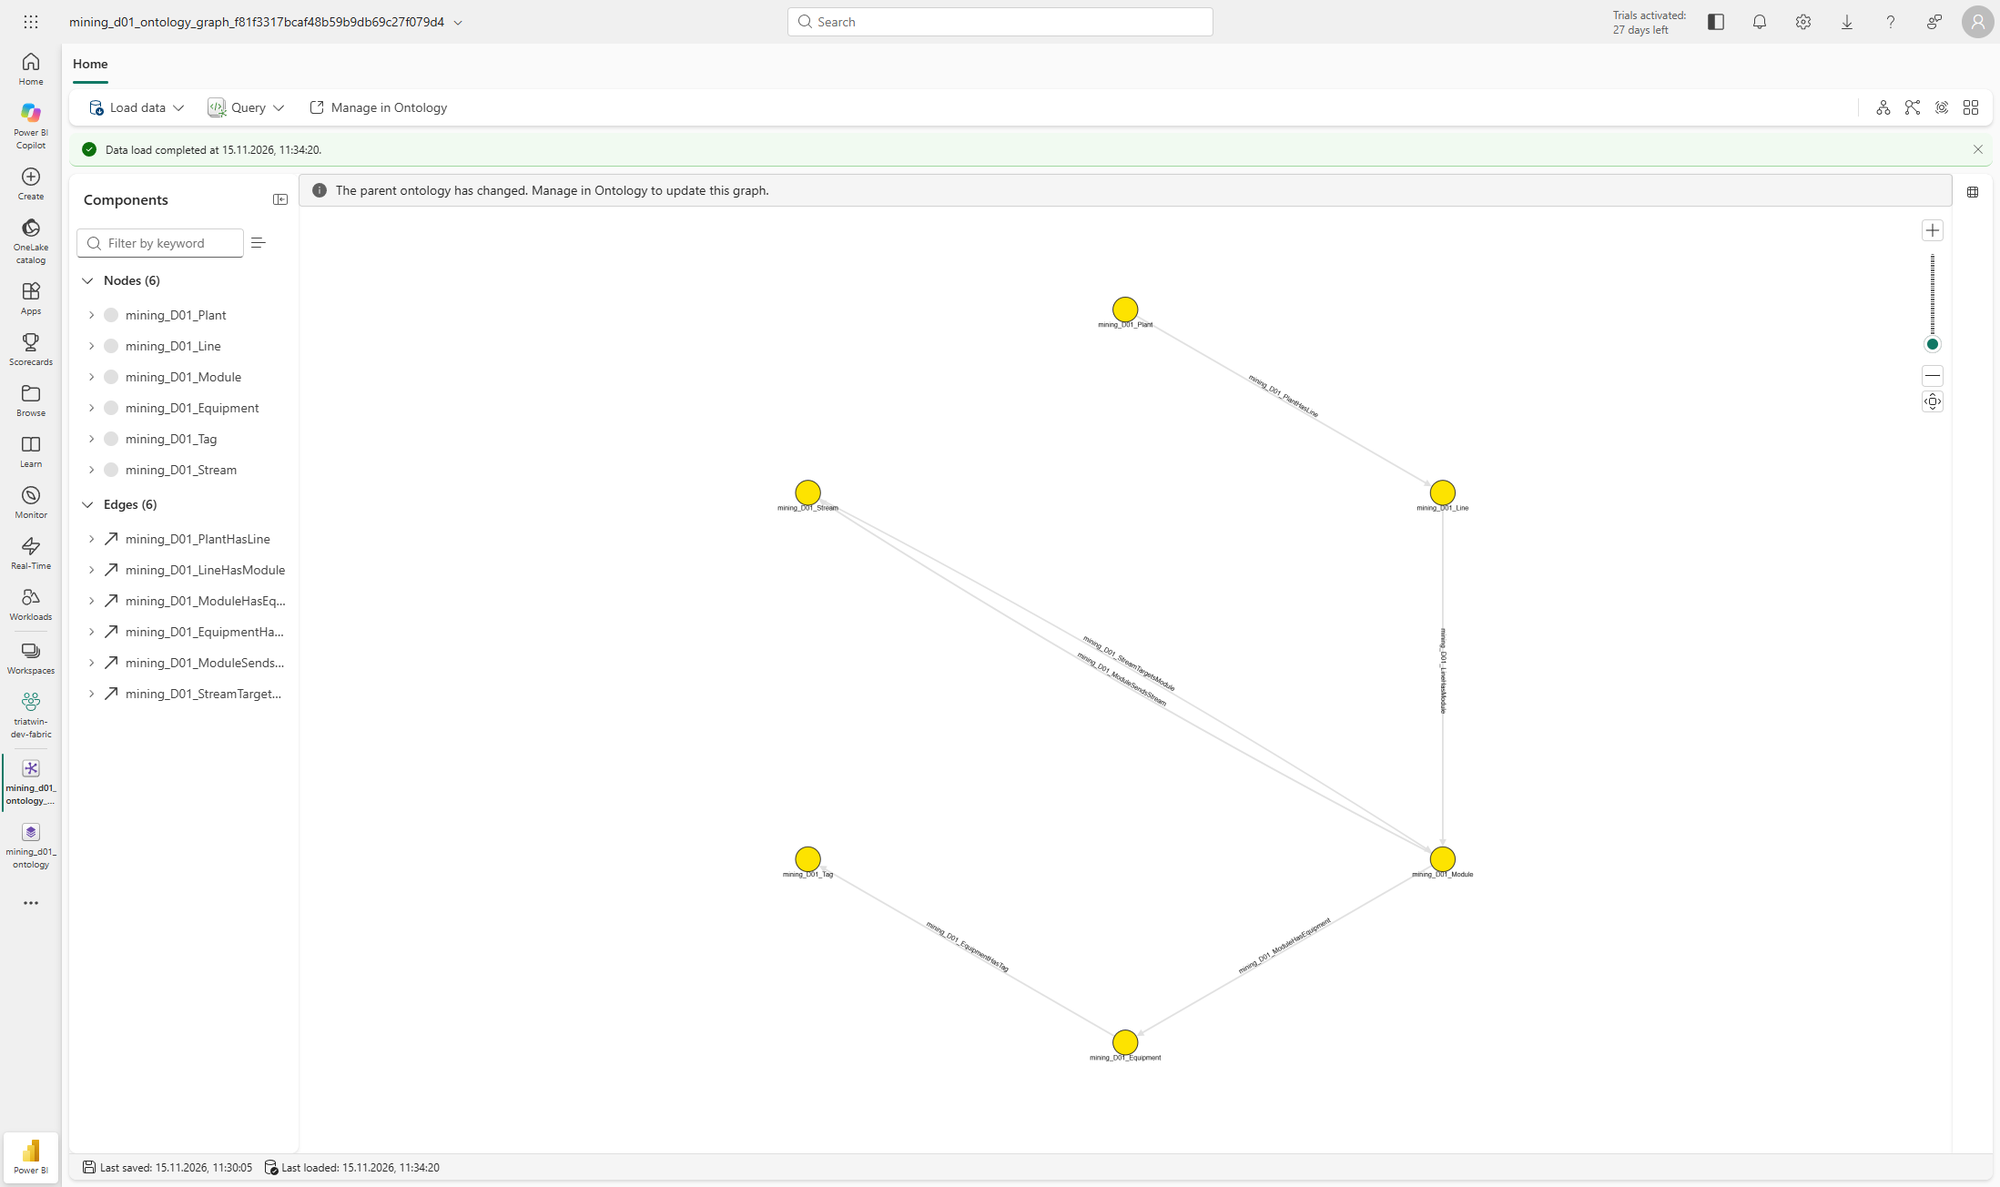 mining_d01_ontology_graph_f81f3317bcaf48b59b9db69c27f079d4
Search
Trials activated:
27 days left
Home
Power BI
Copilot
Create
OneLake
catalog
Apps
Scorecards
Browse
Learn
Monitor
Real-Time
Workloads
Workspaces
triatwin-
dev-fabric
mining_d01_
ontology_...
mining_d01_
ontology
Power BI
Home
Load data
Query
Manage in Ontology
Data load completed at 15.11.2026, 11:34:20.
Components
Filter by keyword
Nodes (6)
mining_D01_Plant
mining_D01_Line
mining_D01_Module
mining_D01_Equipment
mining_D01_Tag
mining_D01_Stream
Edges (6)
mining_D01_PlantHasLine
mining_D01_LineHasModule
mining_D01_ModuleHasEq...
mining_D01_EquipmentHa...
mining_D01_ModuleSends...
mining_D01_StreamTarget...
The parent ontology has changed. Manage in Ontology to update this graph.
mining_D01_Plant
mining_D01_PlantHasLine
mining_D01_Stream
mining_D01_Line
mining_D01_StreamTargetsModule
mining_D01_ModuleSendsStream
mining_D01_LineHasModule
mining_D01_Tag
mining_D01_Module
mining_D01_EquipmentHasTag
mining_D01_ModuleHasEquipment
mining_D01_Equipment
Last saved: 15.11.2026, 11:30:05
Last loaded: 15.11.2026, 11:34:20